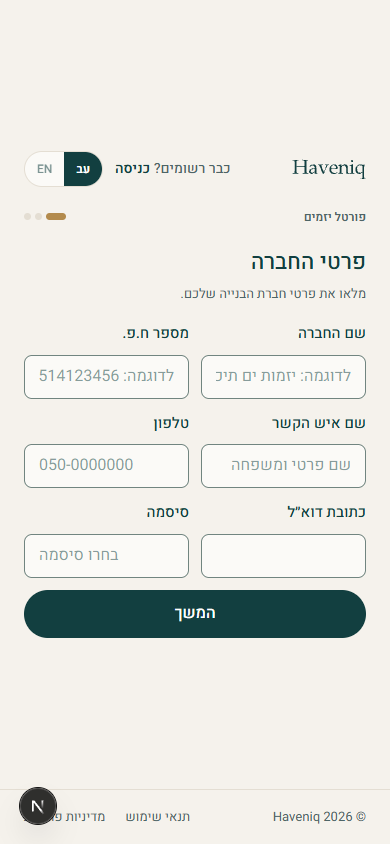 Haveniq
כבר רשומים? כניסה
עב
EN
פורטל יזמים
פרטי החברה
מלאו את פרטי חברת הבנייה שלכם.
שם החברה
מספר ח.פ.
לדוגמה: יזמות ים תיכ
לדוגמה: 514123456
שם איש הקשר
טלפון
שם פרטי ומשפחה
050-0000000
כתובת דוא״ל
סיסמה
בחרו סיסמה
המשך
© 2026 Haveniq
תנאי שימוש
מדיניות
N